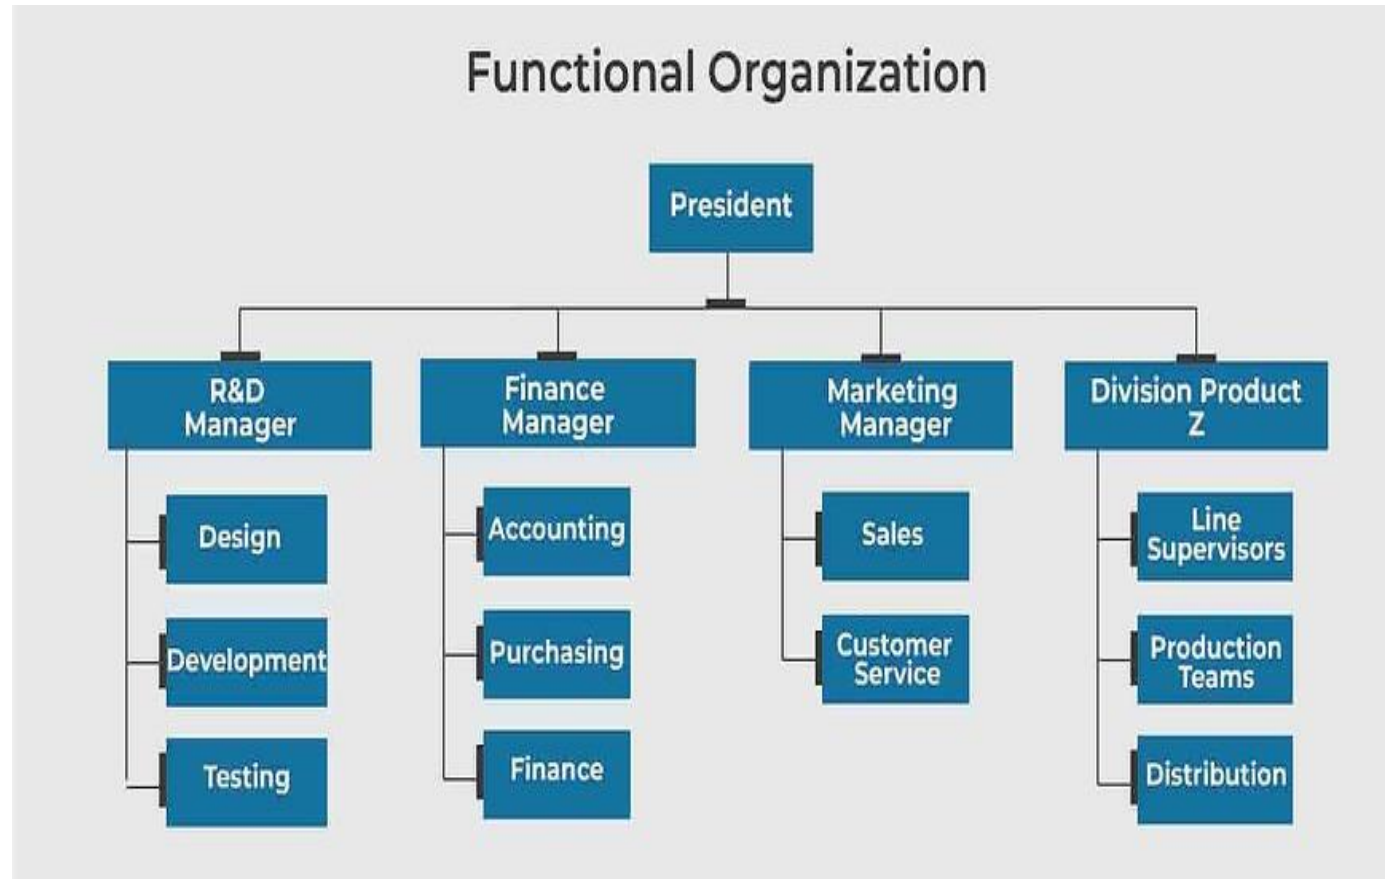 Functional Organization
President
R&D
Manager
Finance
Manager
Marketing
Manager
Division Product
Z
Design
Development
Testing
Accounting
Purchasing
Finance
Sales
Customer
Service
Line
Supervisors
Production
Teams
Distribution